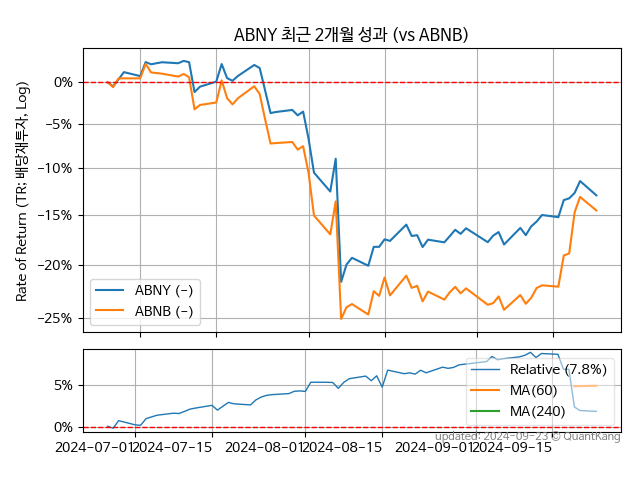 ABNY 최근 2개월 성과 (vs ABNB)
Rate of Return (TR; 배당재투자, Log)
0%
−5%
−10%
−15%
−20%
−25%
ABNY (-)
ABNB (-)
5%
0%
Relative (7.8%)
MA(60)
MA(240)
2024-07-01
2024-07-15
2024-08-01
2024-08-15
2024-09-01
2024-09-15
updated: 2024-09-23 © QuantKang